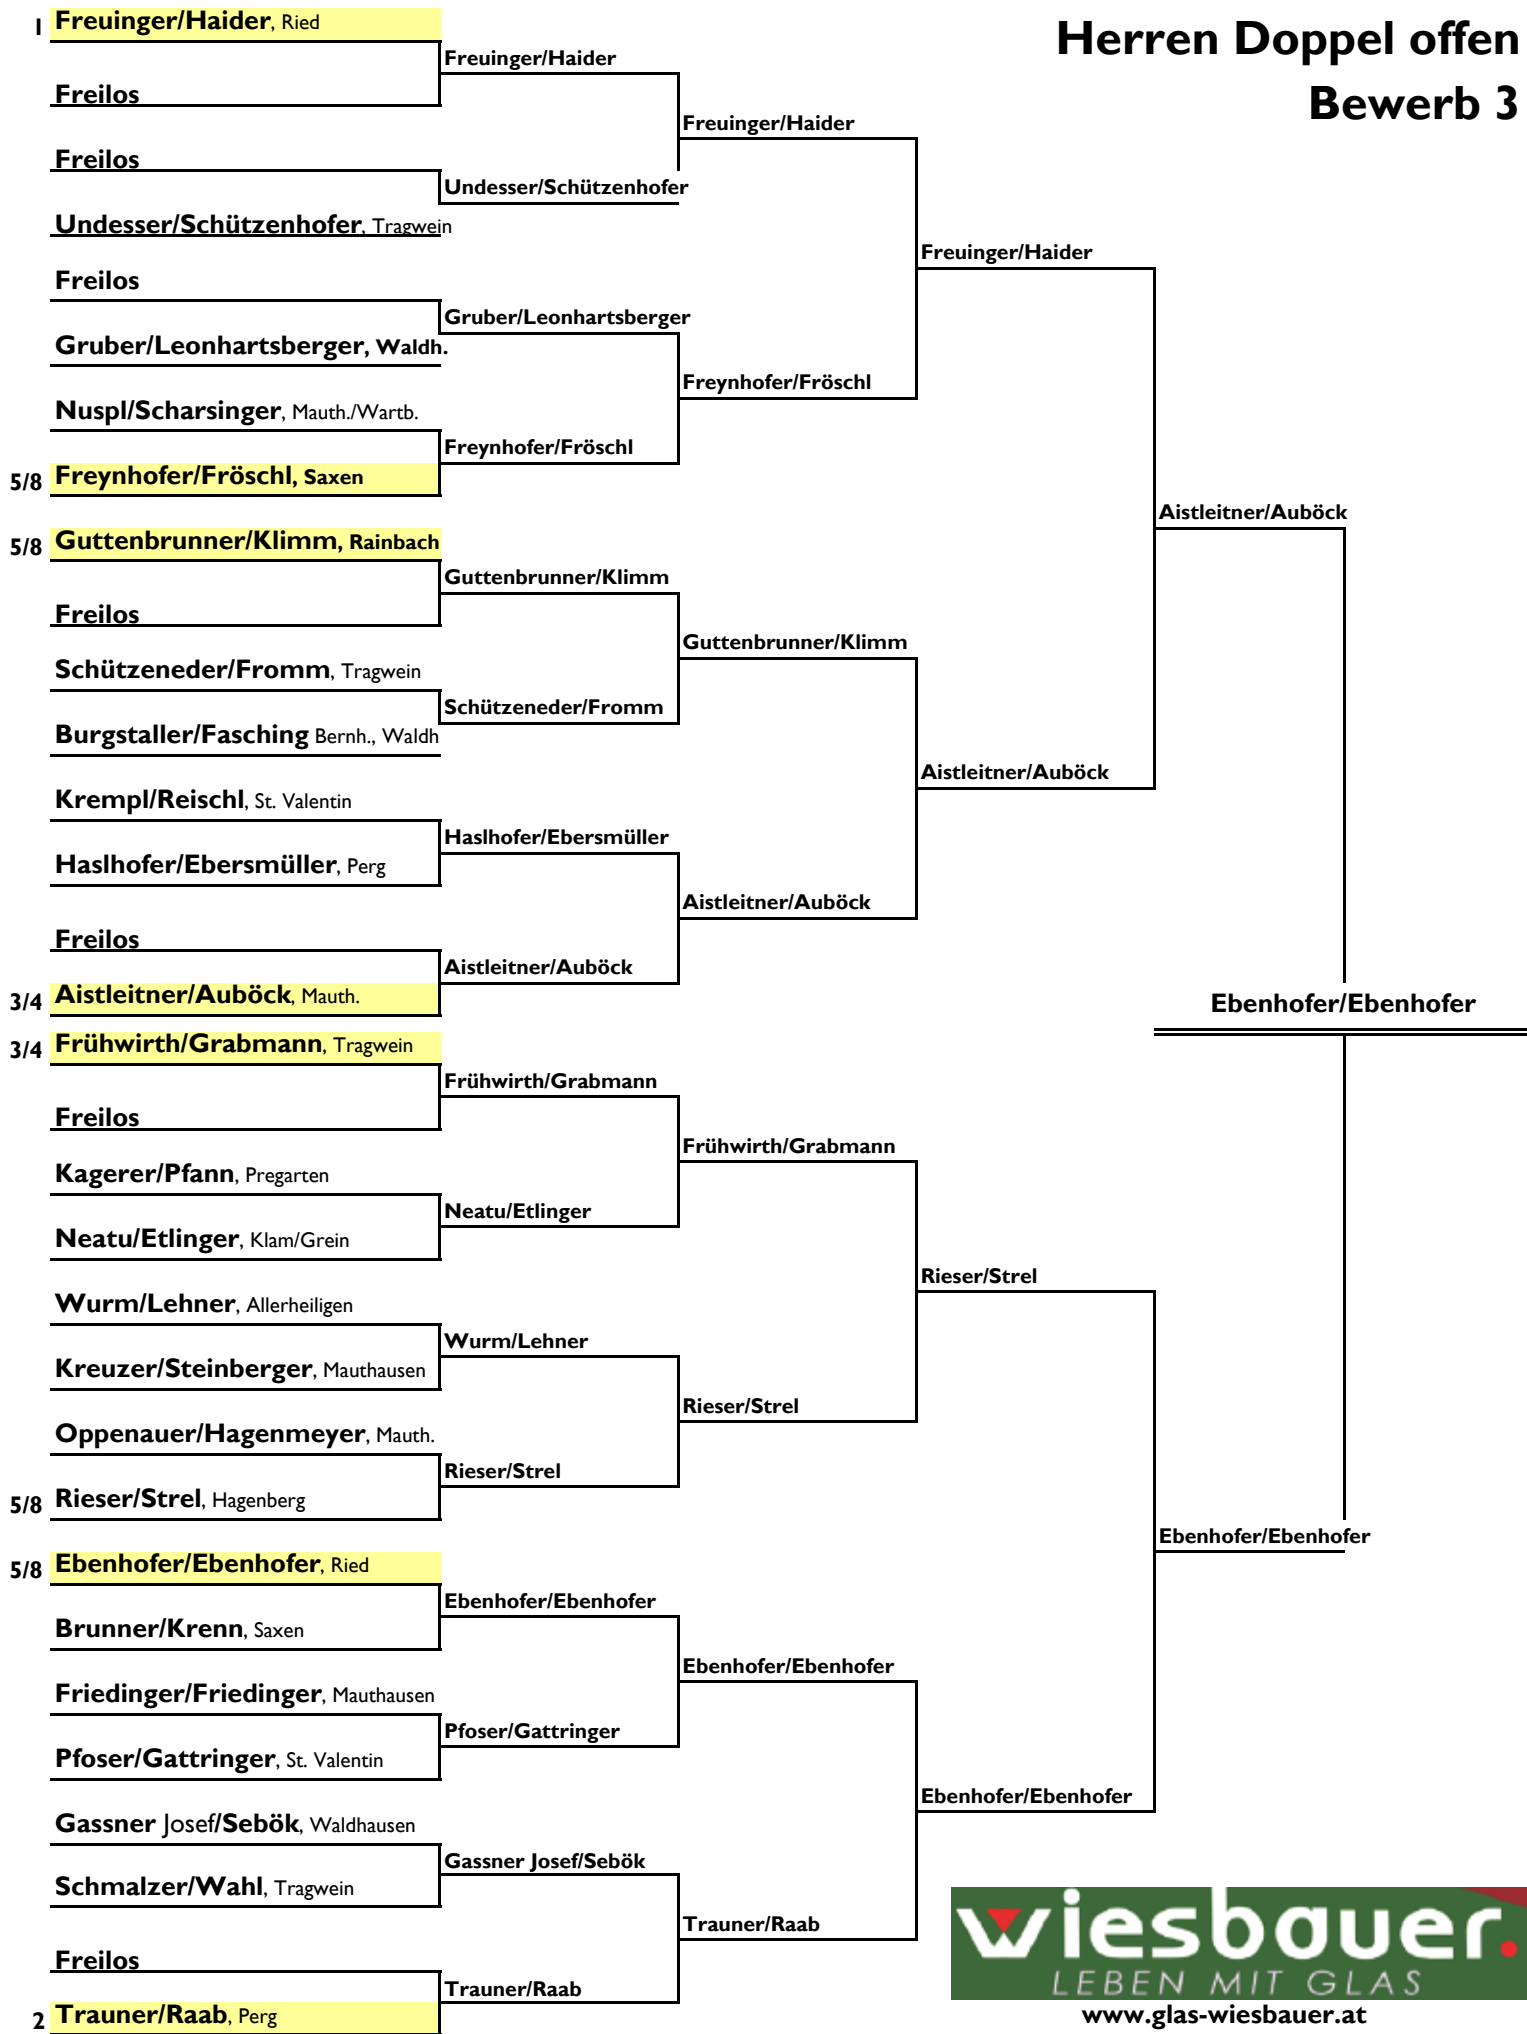 Herren Doppel offen
Bewerb 3
1 Freuinger/Haider, Ried
Freilos
Freilos
Undesser/Schützenhofer, Tragwein
Freilos
Gruber/Leonhartsberger, Waldh.
Nuspl/Scharsinger, Mauth./Wartb.
5/8 Freynhofer/Fröschl, Saxen
5/8 Guttenbrunner/Klimm, Rainbach
Freilos
Schützeneder/Fromm, Tragwein
Burgstaller/Fasching Bernh., Waldh
Krempl/Reischl, St. Valentin
Haslhofer/Ebersmüller, Perg
Freilos
3/4 Aistleitner/Auböck, Mauth.
3/4 Frühwirth/Grabmann, Tragwein
Freilos
Kagerer/Pfann, Pregarten
Neatu/Etlinger, Klam/Grein
Wurm/Lehner, Allerheiligen
Kreuzer/Steinberger, Mauthausen
Oppenauer/Hagenmeyer, Mauth.
5/8 Rieser/Strel, Hagenberg
5/8 Ebenhofer/Ebenhofer, Ried
Brunner/Krenn, Saxen
Friedinger/Friedinger, Mauthausen
Pfoser/Gattringer, St. Valentin
Gassner Josef/Sebök, Waldhausen
Schmalzer/Wahl, Tragwein
Freilos
2 Trauner/Raab, Perg
Freuinger/Haider
Undesser/Schützenhofer
Gruber/Leonhartsberger
Freynhofer/Fröschl
Guttenbrunner/Klimm
Schützeneder/Fromm
Haslhofer/Ebersmüller
Aistleitner/Auböck
Frühwirth/Grabmann
Neatu/Etlinger
Wurm/Lehner
Rieser/Strel
Ebenhofer/Ebenhofer
Pfoser/Gattringer
Gassner Josef/Sebök
Trauner/Raab
Freuinger/Haider
Freynhofer/Fröschl
Guttenbrunner/Klimm
Aistleitner/Auböck
Frühwirth/Grabmann
Rieser/Strel
Ebenhofer/Ebenhofer
Trauner/Raab
Freuinger/Haider
Aistleitner/Auböck
Rieser/Strel
Ebenhofer/Ebenhofer
Aistleitner/Auböck
Ebenhofer/Ebenhofer
Ebenhofer/Ebenhofer
wiesbauer.
LEBEN MIT GLAS
www.glas-wiesbauer.at